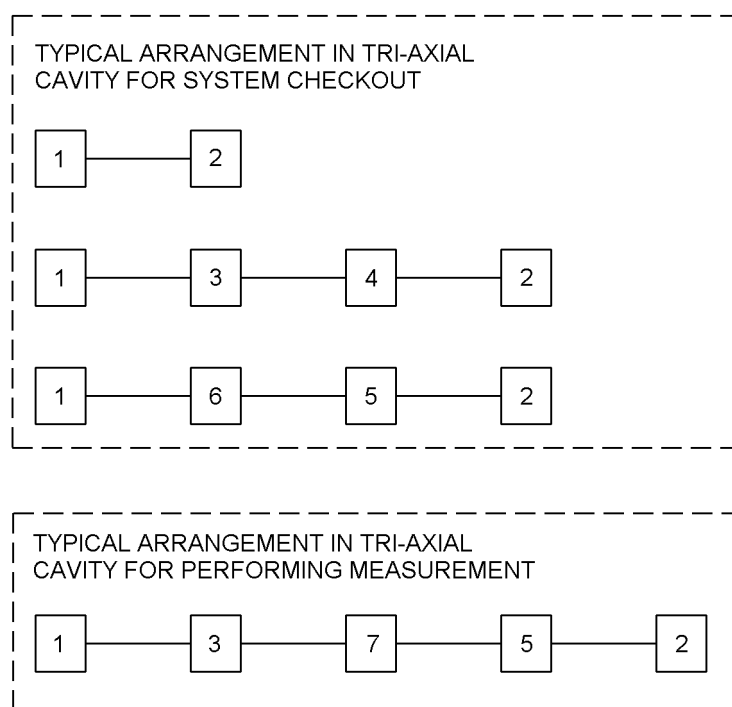 TYPICAL ARRANGEMENT IN TRI-AXIAL
CAVITY FOR SYSTEM CHECKOUT
1 2
1 3 4 2
1 6 5 2
TYPICAL ARRANGEMENT IN TRI-AXIAL
CAVITY FOR PERFORMING MEASUREMENT
1 3 7 5 2